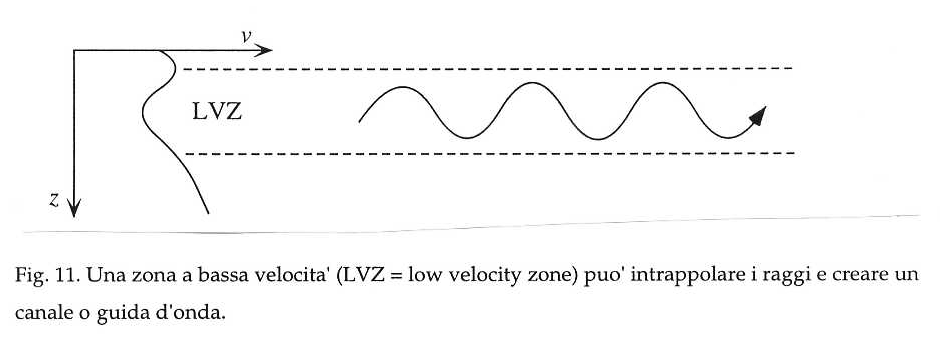 v
LVZ
z
Fig. 11. Una zona a bassa velocita' (LVZ = low velocity zone) puo' intrappolare i raggi e creare un
canale o guida d'onda.